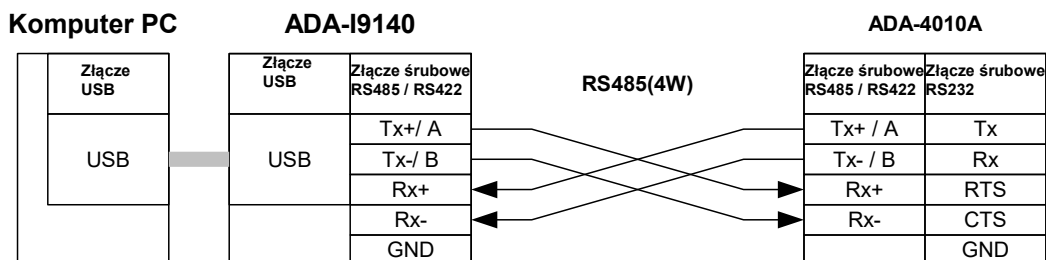 Komputer PC
ADA-I9140
ADA-4010A
Złącze
USB
Złącze
USB
Złącze śrubowe
RS485 / RS422
RS485(4W)
Złącze śrubowe
RS485 / RS422
Złącze śrubowe
RS232
USB
USB
Tx+/ A
Tx+ / A
Tx
Tx-/ B
Tx- / B
Rx
Rx+
Rx+
RTS
Rx-
Rx-
CTS
GND
GND